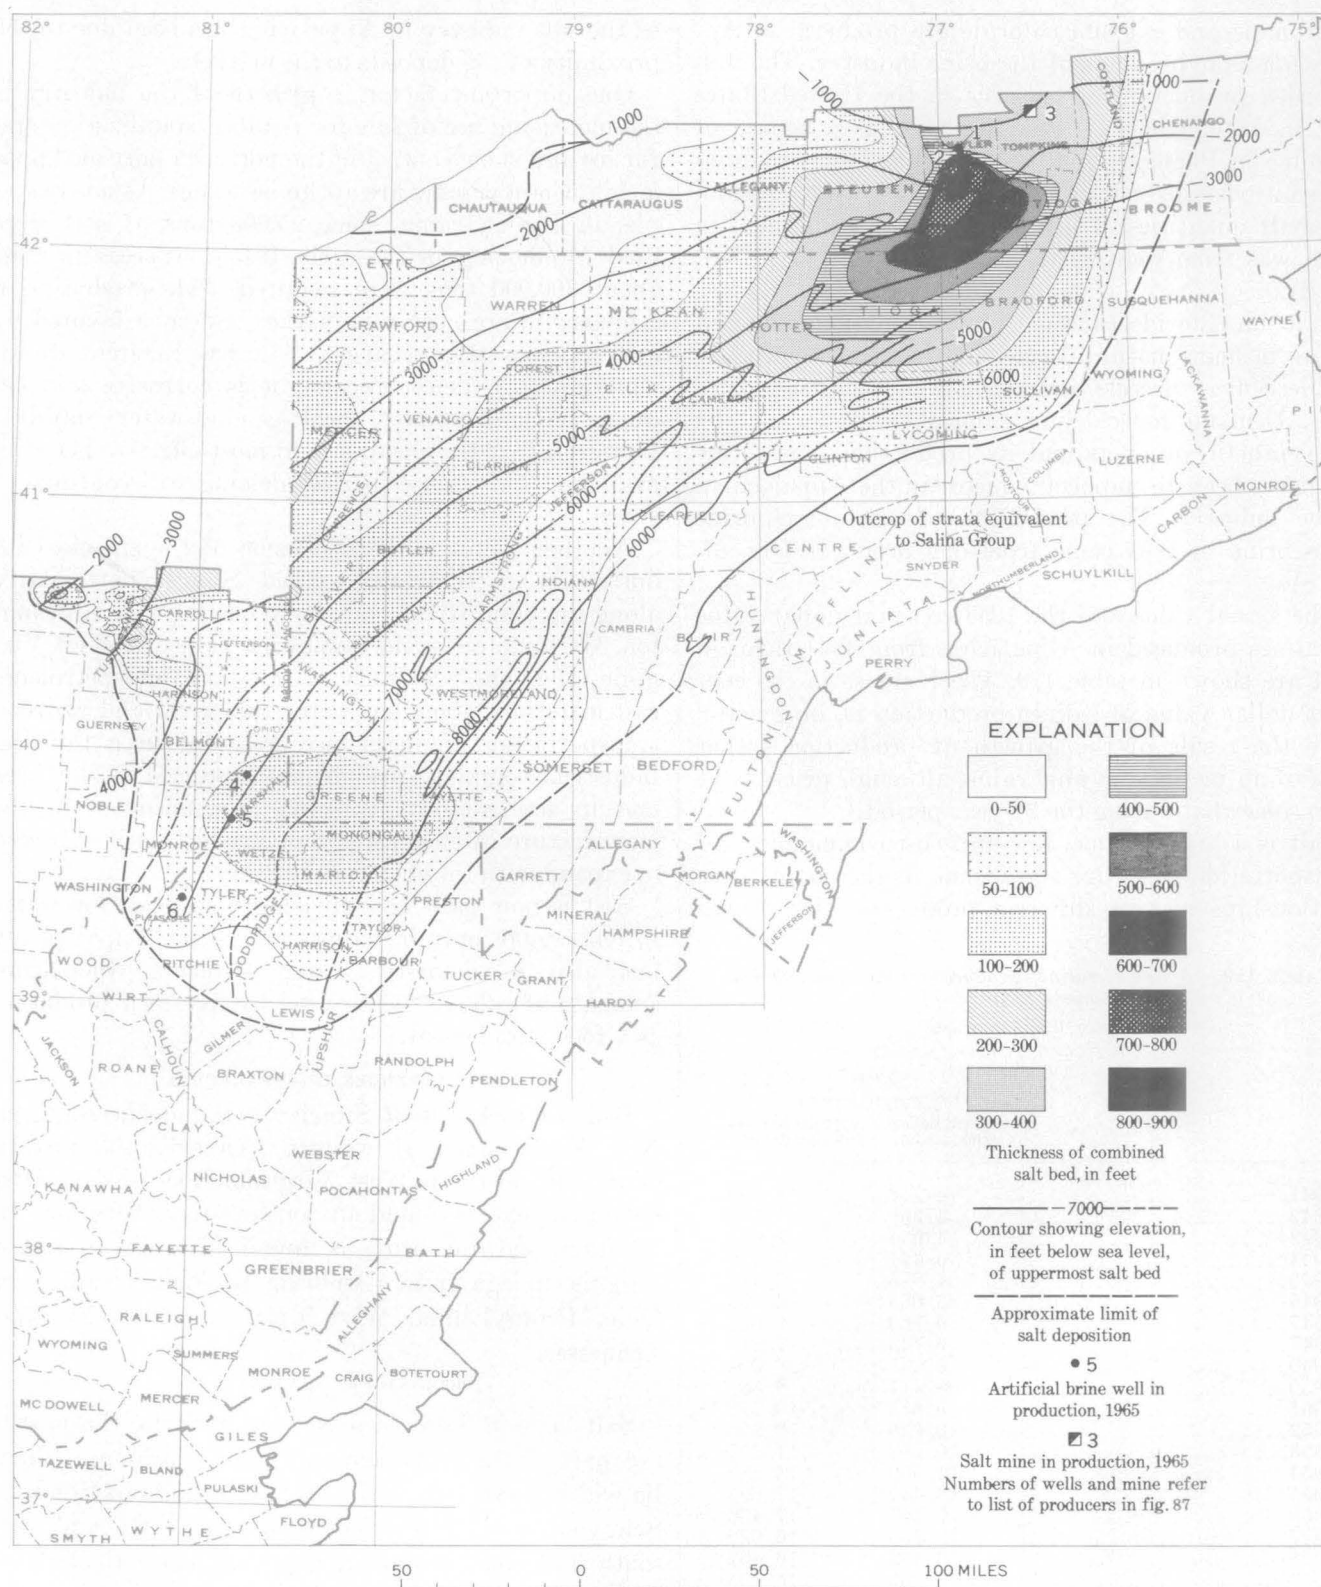 82° 81° 80° 79° 78° 77° 76° 75°
1000
1000
1000
3
CORTLAND
CHENANGO
2000
1
2
TOMPKINS
3000
ALLEGANY
STEUBEN
TIOGA
BROOME
CHAUTAUQUA
CATTARAUGUS
2000
42°
ERIE
WARREN
MC KEAN
POTTER
TIOGA
BRADFORD
SUSQUEHANNA
WAYNE
CRAWFORD
5000
3000
4000
FOREST
ELK
CAMERON
6000
SULLIVAN
WYOMING
LACKAWANNA
VENANGO
MERCER
5000
LYCOMING
CLARION
CLINTON
COLUMBIA
MONTOUR
LUZERNE
JEFFERSON
6000
MONROE
41°
LAWRENCE
CLEARFIELD
CARBON
2000
3000
6000
Outcrop of strata equivalent
to Salina Group
CENTRE
BUTLER
ARMSTRONG
SNYDER
NORTHUMBERLAND
SCHUYLKILL
INDIANA
BEAVER
CARROLL
MIFFLIN
JUNIATA
HUNTINGDON
CAMBRIA
BLAIR
JEFFERSON
ALLEGHENY
PERRY
WASHINGTON
7000
WESTMORELAND
HARRISON
GUERNSEY
8000
BELMONT
OHIO
40°
SOMERSET
BEDFORD
FULTON
4000
NOBLE
4
MARSHALL
GREENE
FAYETTE
5
MONROE
MONONGALIA
WETZEL
ALLEGANY
WASHINGTON
MARION
WASHINGTON
TYLER
GARRETT
MORGAN
BERKELEY
6
PLEASANTS
PRESTON
MINERAL
JEFFERSON
DODDRIDGE
TAYLOR
HAMPSHIRE
HARRISON
BARBOUR
WOOD
RITCHIE
TUCKER
GRANT
WIRT
39°
HARDY
LEWIS
GILMER
UPSHUR
JACKSON
CALHOUN
ROANE
BRAXTON
RANDOLPH
PENDLETON
CLAY
WEBSTER
NICHOLAS
POCAHONTAS
HIGHLAND
KANAWHA
38°
FAYETTE
BATH
GREENBRIER
ALLEGHANY
RALEIGH
WYOMING
SUMMERS
MONROE
CRAIG
BOTETOURT
MC DOWELL
MERCER
GILES
TAZEWELL
BLAND
PULASKI
37°
FLOYD
SMYTH
WYTHE
EXPLANATION
0-50
400-500
50-100
500-600
100-200
600-700
200-300
700-800
300-400
800-900
Thickness of combined
salt bed, in feet
7000
Contour showing elevation,
in feet below sea level,
of uppermost salt bed
Approximate limit of
salt deposition
5
Artificial brine well in
production, 1965
3
Salt mine in production, 1965
Numbers of wells and mine refer
to list of producers in fig. 87
50 0 50 100 MILES